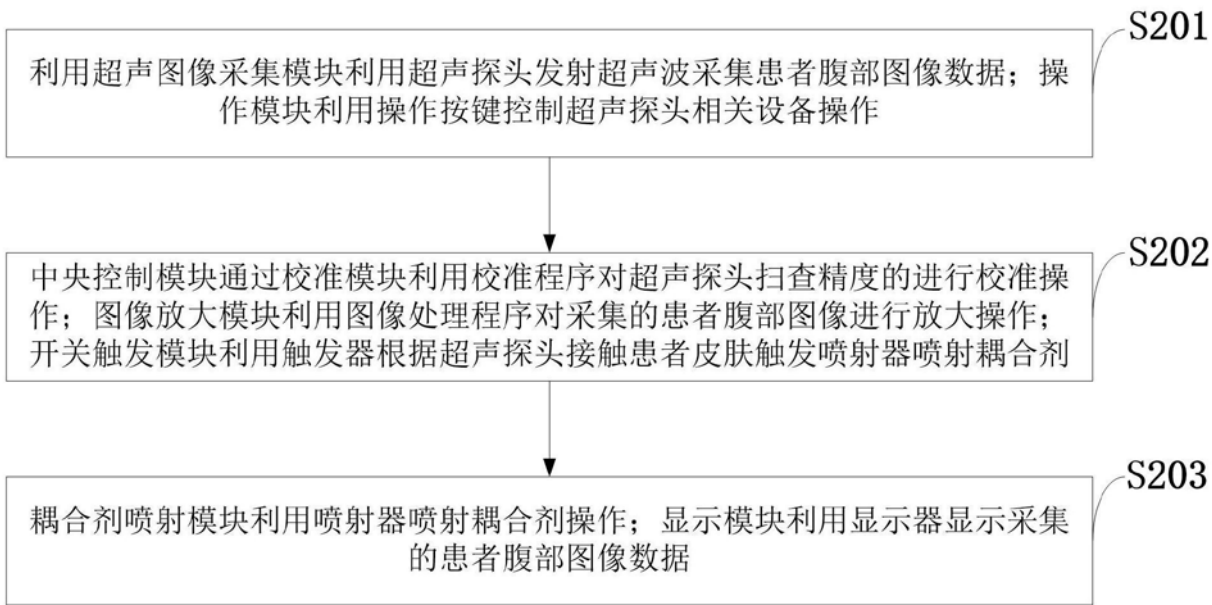 S201
利用超声图像采集模块利用超声探头发射超声波采集患者腹部图像数据；操
作模块利用操作按键控制超声探头相关设备操作
S202
中央控制模块通过校准模块利用校准程序对超声探头扫查精度的进行校准操
作；图像放大模块利用图像处理程序对采集的患者腹部图像进行放大操作；
开关触发模块利用触发器根据超声探头接触患者皮肤触发喷射器喷射耦合剂
S203
耦合剂喷射模块利用喷射器喷射耦合剂操作；显示模块利用显示器显示采集
的患者腹部图像数据